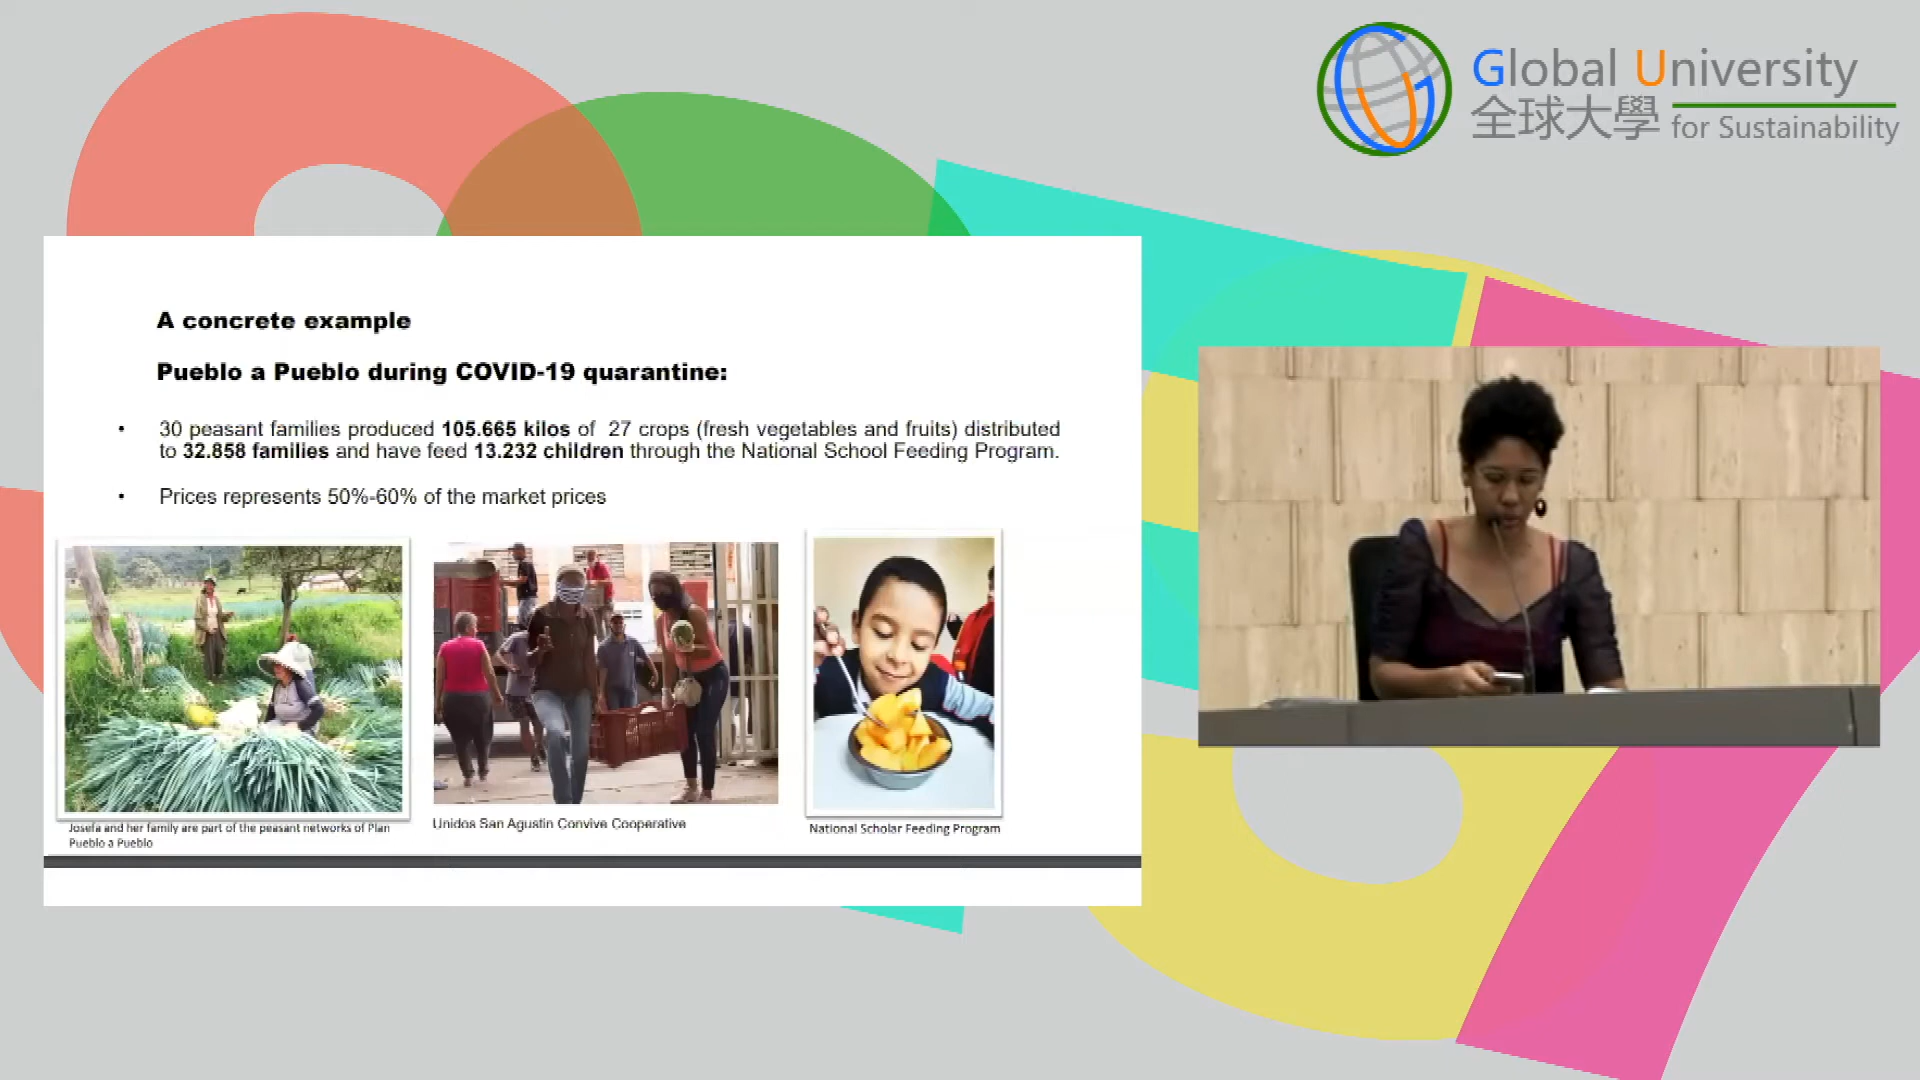 Global University
全球大學 for Sustainability
A concrete example
Pueblo a Pueblo during COVID-19 quarantine:
• 30 peasant families produced 105.665 kilos of 27 crops (fresh vegetables and fruits) distributed
to 32.858 families and have feed 13.232 children through the National School Feeding Program.
• Prices represents 50%-60% of the market prices
Josefa and her family are part of the peasant networks of Plan
Pueblo a Pueblo
Unidos San Agustin Convive Cooperative
National Scholar Feeding Program